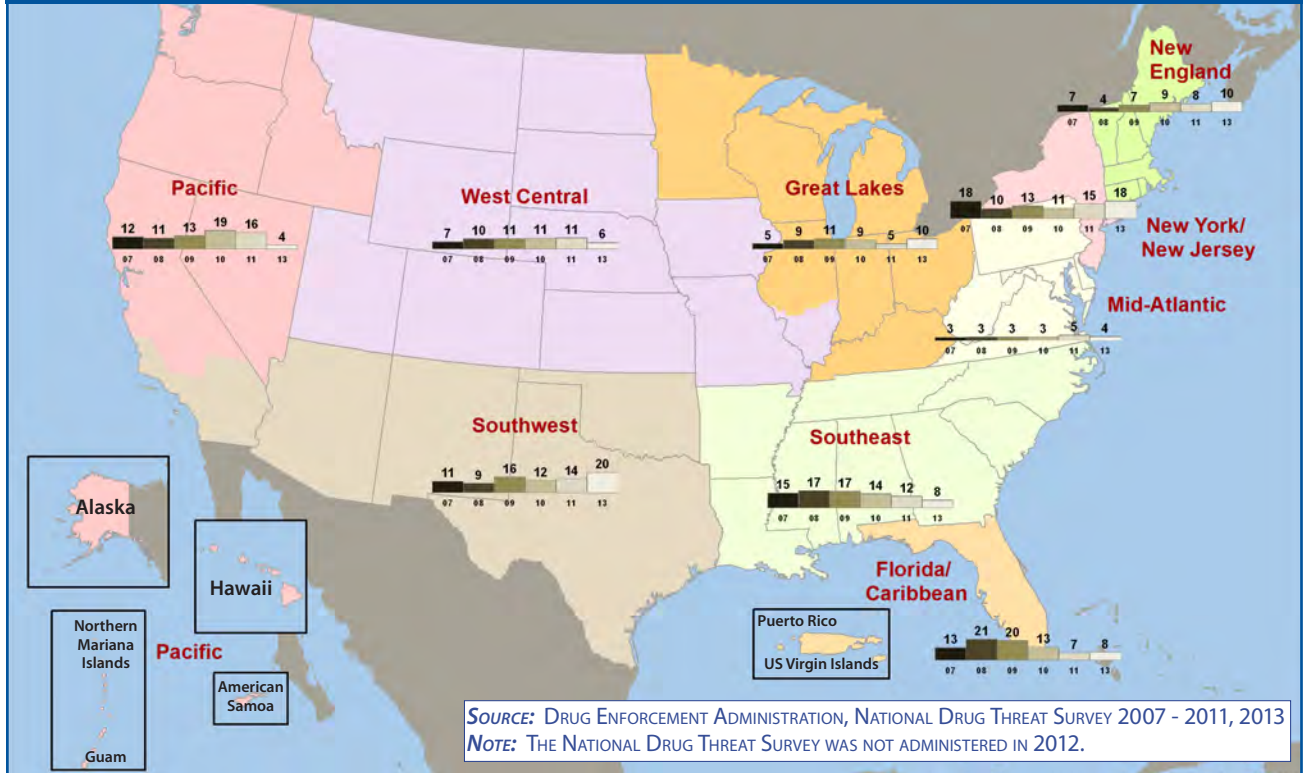 New
England
7 4 7 9 8 10
07 08 09 10 11 13
Pacific
12 11 13 19 16 4
07 08 09 10 11 13
West Central
7 10 11 11 11 6
07 08 09 10 11 13
Great Lakes
5 9 11 9 5 10
07 08 09 10 11 13
18 10 13 11 15 18
07 08 09 10 11 13
New York/
New Jersey
Mid-Atlantic
3 3 3 3 5 4
07 08 09 10 11 13
Southwest
11 9 16 12 14 20
07 08 09 10 11 13
Southeast
15 17 17 14 12 8
07 08 09 10 11 13
Florida/
Caribbean
13 21 20 13 7 8
07 08 09 10 11 13
Alaska
Hawaii
Northern
Mariana
Islands
Guam
Pacific
American
Samoa
Puerto Rico
US Virgin Islands
Source: Drug Enforcement Administration, National Drug Threat Survey 2007 - 2011, 2013
Note: The National Drug Threat Survey was not administered in 2012.